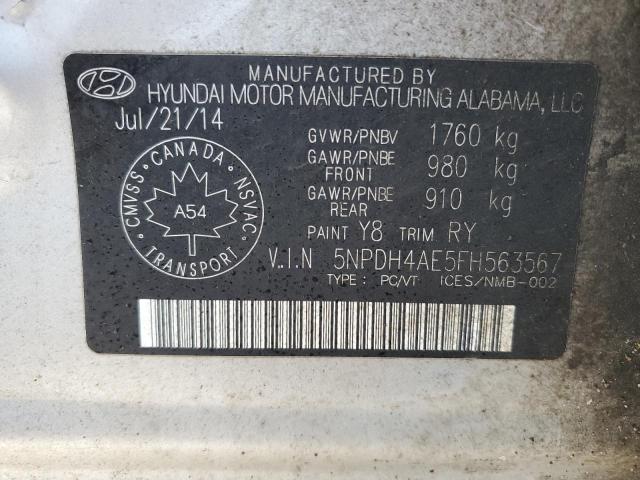 MANUFACTURED BY
HYUNDAI MOTOR MANUFACTURING ALABAMA, LLC
Jul/21/14
GVWR/PNBV 1760 kg
GAWR/PNBE FRONT 980 kg
GAWR/PNBE REAR 910 kg
PAINT Y8 TRIM RY
V.I.N 5NPDH4AE5FH563567
TYPE: PC/VT ICES/NMB-002
CMVSS CANADA NSVAC
A54
TRANSPORT